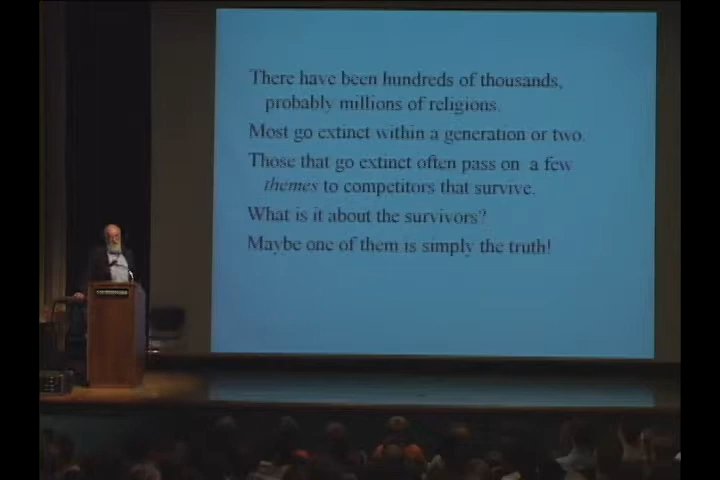 There have been hundreds of thousands,
probably millions of religions.
Most go extinct within a generation or two.
Those that go extinct often pass on a few
themes to competitors that survive.
What is it about the survivors?
Maybe one of them is simply the truth!